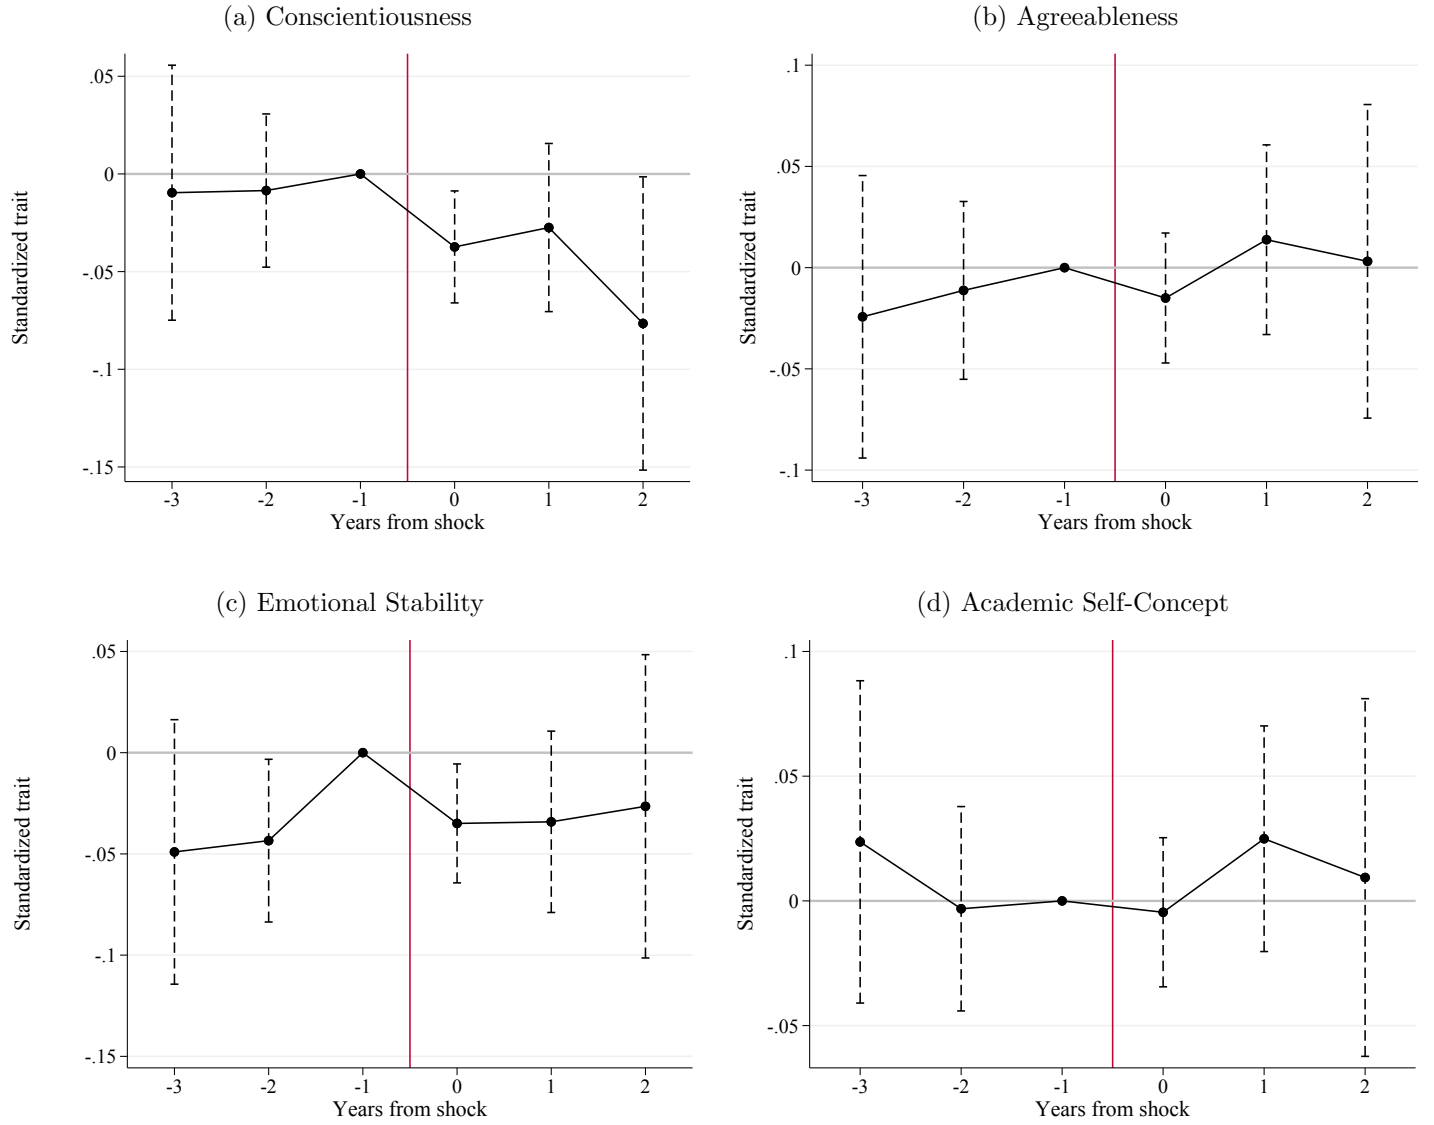 (a) Conscientiousness
Standardized trait
.05
0
-.05
-.1
-.15
-3 -2 -1 0 1 2
Years from shock
(b) Agreeableness
Standardized trait
.1
.05
0
-.05
-.1
-3 -2 -1 0 1 2
Years from shock
(c) Emotional Stability
Standardized trait
.05
0
-.05
-.1
-.15
-3 -2 -1 0 1 2
Years from shock
(d) Academic Self-Concept
Standardized trait
.1
.05
0
-.05
-3 -2 -1 0 1 2
Years from shock